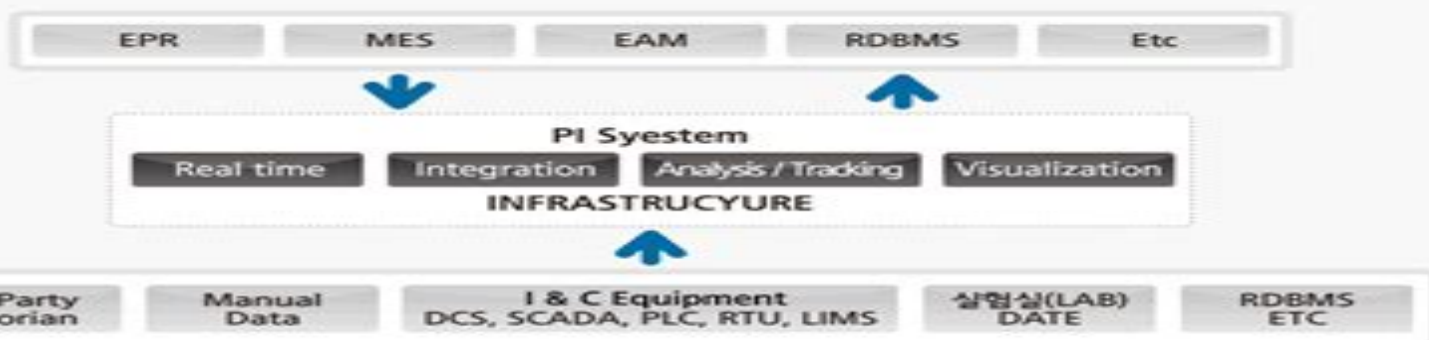 EPR
MES
EAM
RDBMS
Etc
PI Syestem
Real time
Integration
Analysis / Tracking
Visualization
INFRASTRUCYURE
Party
orian
Manual
Data
I & C Equipment
DCS, SCADA, PLC, RTU, LIMS
실험실(LAB)
DATE
RDBMS
ETC